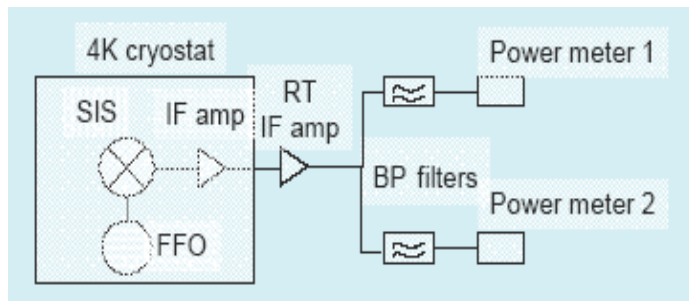 4K cryostat
Power meter 1
SIS
IF amp
RT
IF amp
BP filters
Power meter 2
FFO